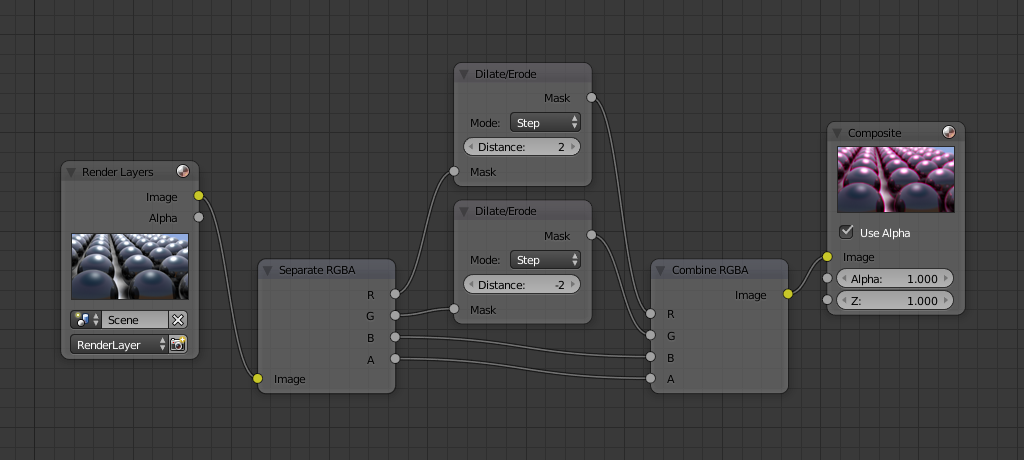 Render Layers
Image
Alpha
Scene
RenderLayer
Separate RGBA
R
G
B
A
Image
Dilate/Erode
Mask
Mode: Step
Distance: 2
Mask
Dilate/Erode
Mask
Mode: Step
Distance: -2
Mask
Combine RGBA
Image
R
G
B
A
Composite
Use Alpha
Image
Alpha: 1.000
Z: 1.000